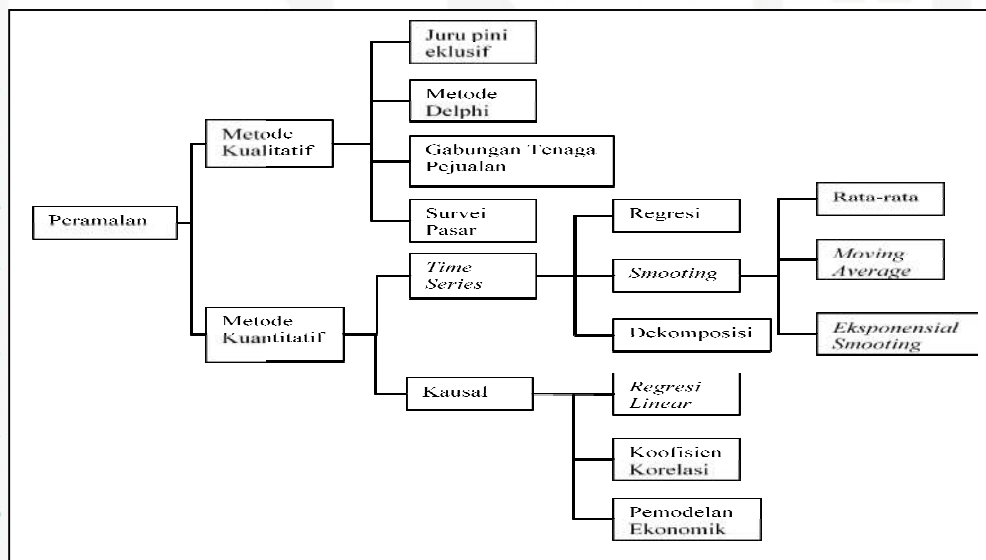 Juru pini
eklusif
Metode
Delphi
Gabungan Tenaga
Pejualan
Survei
Pasar
Metode
Kualitatif
Peramalan
Metode
Kuantitatif
Time
Series
Kausal
Regresi
Smooting
Dekomposisi
Rata-rata
Moving
Average
Eksponensial
Smooting
Regresi
Linear
Koofisien
Korelasi
Pemodelan
Ekonomik